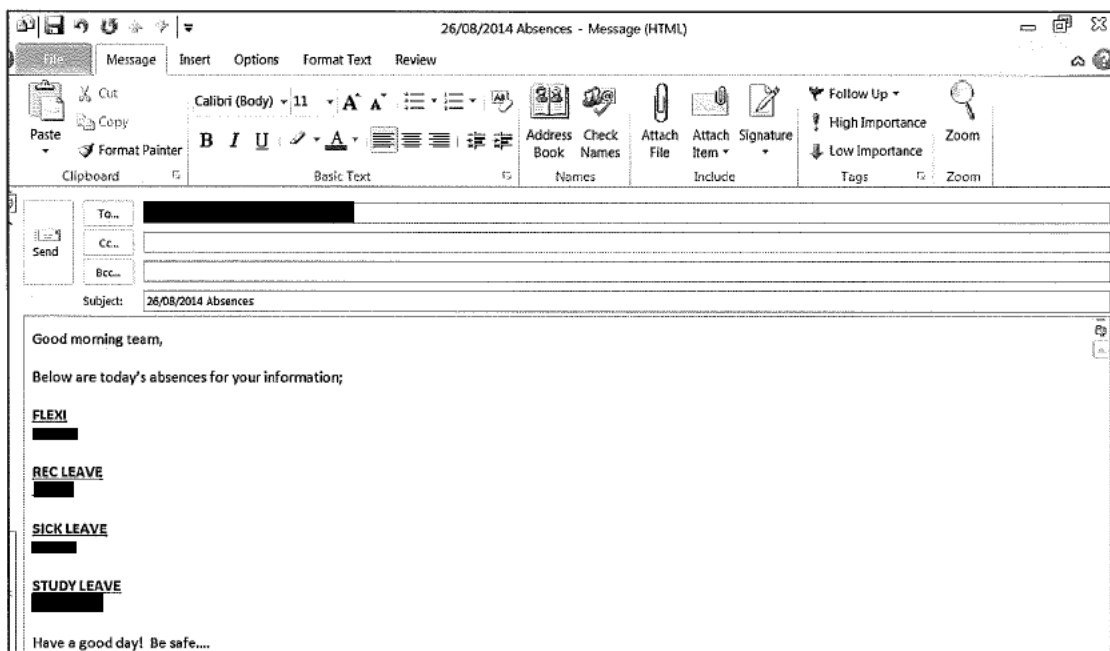 26/08/2014 Absences - Message (HTML)
File Message Insert Options Format Text Review
Cut
Copy
Paste
Format Painter
Clipboard
Calibri (Body) 11
B I U
Basic Text
Address Book
Check Names
Names
Attach File
Attach Item
Signature
Include
Follow Up
High Importance
Low Importance
Tags
Zoom
Zoom
Send
To...
Cc...
Bcc...
Subject: 26/08/2014 Absences
Good morning team,
Below are today's absences for your information;
FLEXI
REC LEAVE
SICK LEAVE
STUDY LEAVE
Have a good day! Be safe....